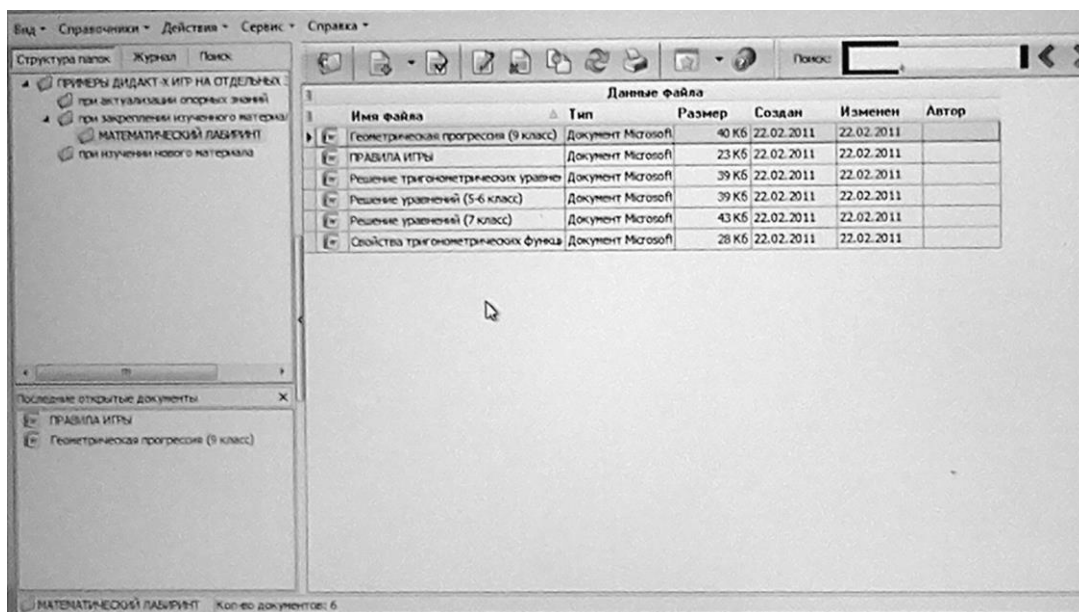 Вид Справочники Действия Сервис Справка
Структура папок Журнал Поиск
Поиск:
ПРИМЕРЫ ДИДАКТ-Х ИГР НА ОТДЕЛЬНЫХ
при актуализации опорных знаний
при закреплении изученного материал
МАТЕМАТИЧЕСКИЙ ЛАБИРИНТ
при изучении нового материала
Данные файла
Имя файла Тип Размер Создан Изменен Автор
Геометрическая прогрессия (9 класс) Документ Microsoft 40 Кб 22.02.2011 22.02.2011
ПРАВИЛА ИГРЫ Документ Microsoft 23 Кб 22.02.2011 22.02.2011
Решение тригонометрических уравне Документ Microsoft 39 Кб 22.02.2011 22.02.2011
Решение уравнений (5-6 класс) Документ Microsoft 39 Кб 22.02.2011 22.02.2011
Решение уравнений (7 класс) Документ Microsoft 43 Кб 22.02.2011 22.02.2011
Свойства тригонометрических функц Документ Microsoft 28 Кб 22.02.2011 22.02.2011
Последние открытые документы
ПРАВИЛА ИГРЫ
Геометрическая прогрессия (9 класс)
МАТЕМАТИЧЕСКИЙ ЛАБИРИНТ Кол-во документов: 6